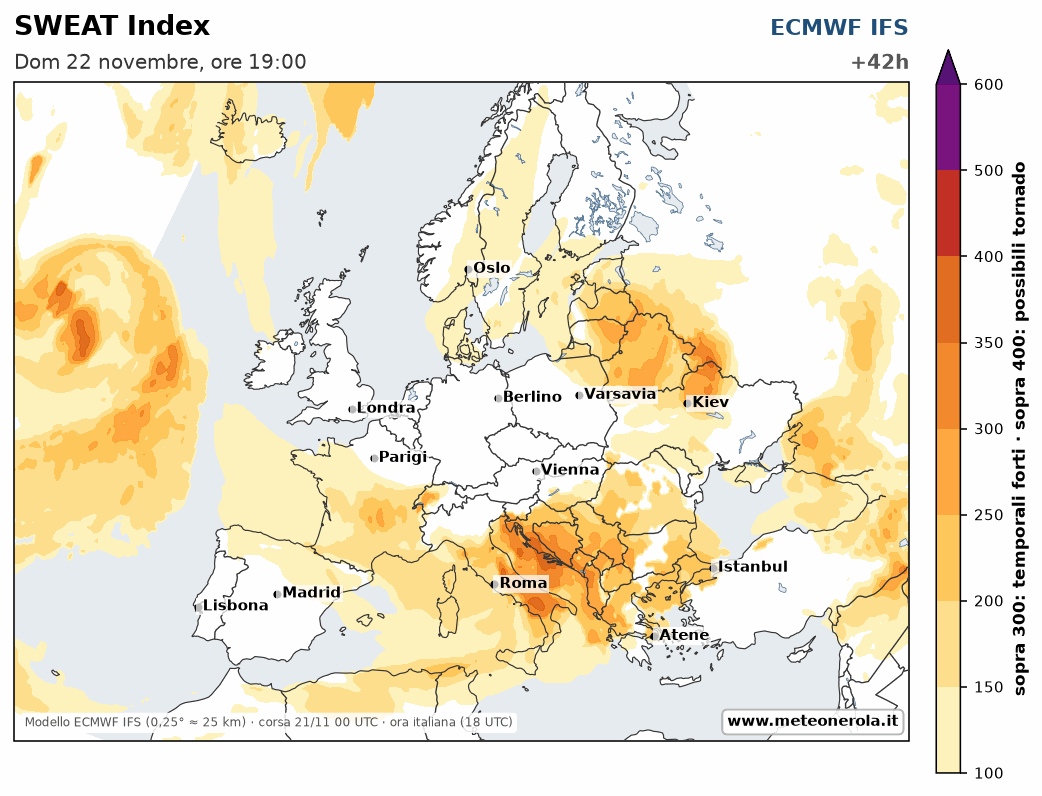 SWEAT Index
ECMWF IFS
Dom 22 novembre, ore 19:00
+42h
600
500
400
350
300
250
200
150
100
sopra 300: temporali forti · sopra 400: possibili tornado
Oslo
Londra
Berlino
Varsavia
Kiev
Parigi
Vienna
Istanbul
Roma
Madrid
Lisbona
Atene
Modello ECMWF IFS (0,25° ≈ 25 km) · corsa 21/11 00 UTC · ora italiana (18 UTC)
www.meteonerola.it